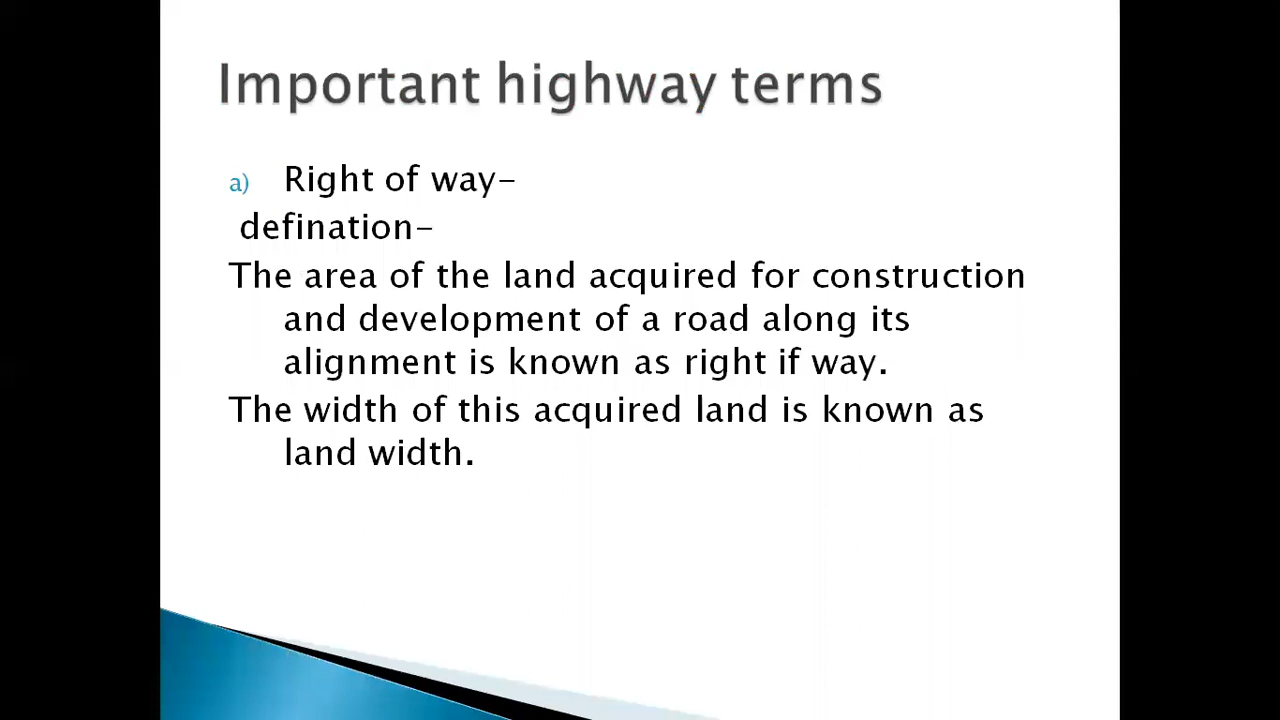 Important highway terms
a) Right of way-
defination-
The area of the land acquired for construction
and development of a road along its
alignment is known as right if way.
The width of this acquired land is known as
land width.